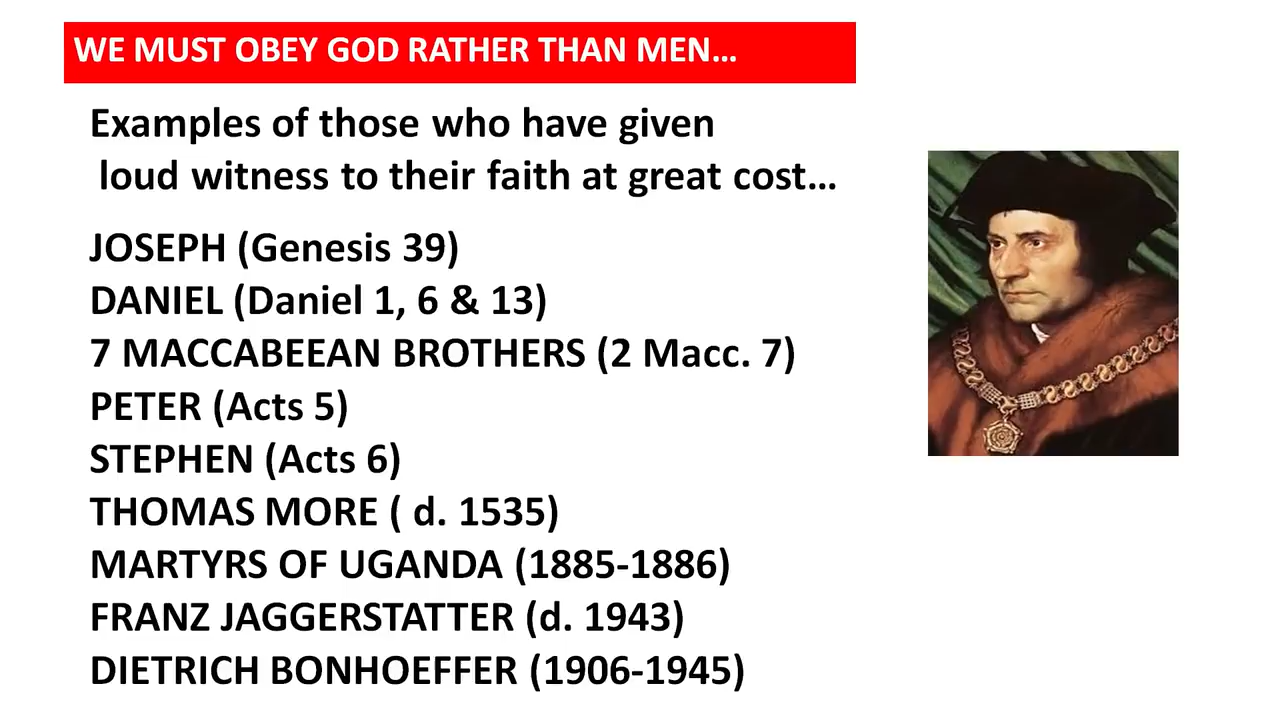 WE MUST OBEY GOD RATHER THAN MEN…
Examples of those who have given
loud witness to their faith at great cost…
JOSEPH (Genesis 39)
DANIEL (Daniel 1, 6 & 13)
7 MACCABEEAN BROTHERS (2 Macc. 7)
PETER (Acts 5)
STEPHEN (Acts 6)
THOMAS MORE ( d. 1535)
MARTYRS OF UGANDA (1885-1886)
FRANZ JAGGERSTATTER (d. 1943)
DIETRICH BONHOEFFER (1906-1945)